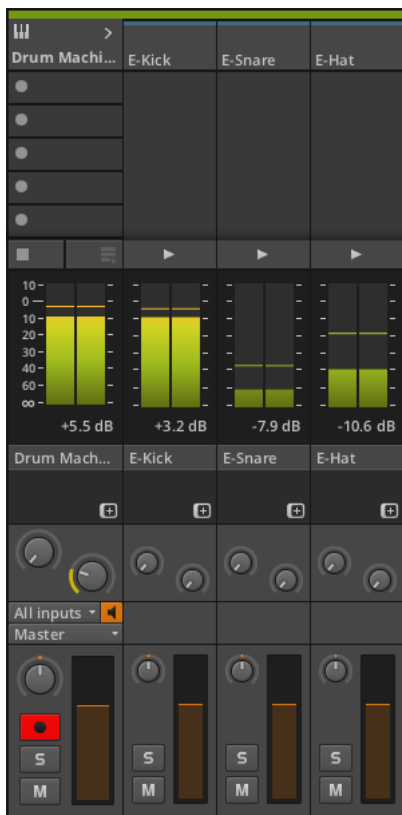 Drum Machi... E-Kick E-Snare E-Hat
10
0
10
20
30
40
60
∞
+5.5 dB +3.2 dB -7.9 dB -10.6 dB
Drum Mach... E-Kick E-Snare E-Hat
All inputs
Master
S S S S
M M M M